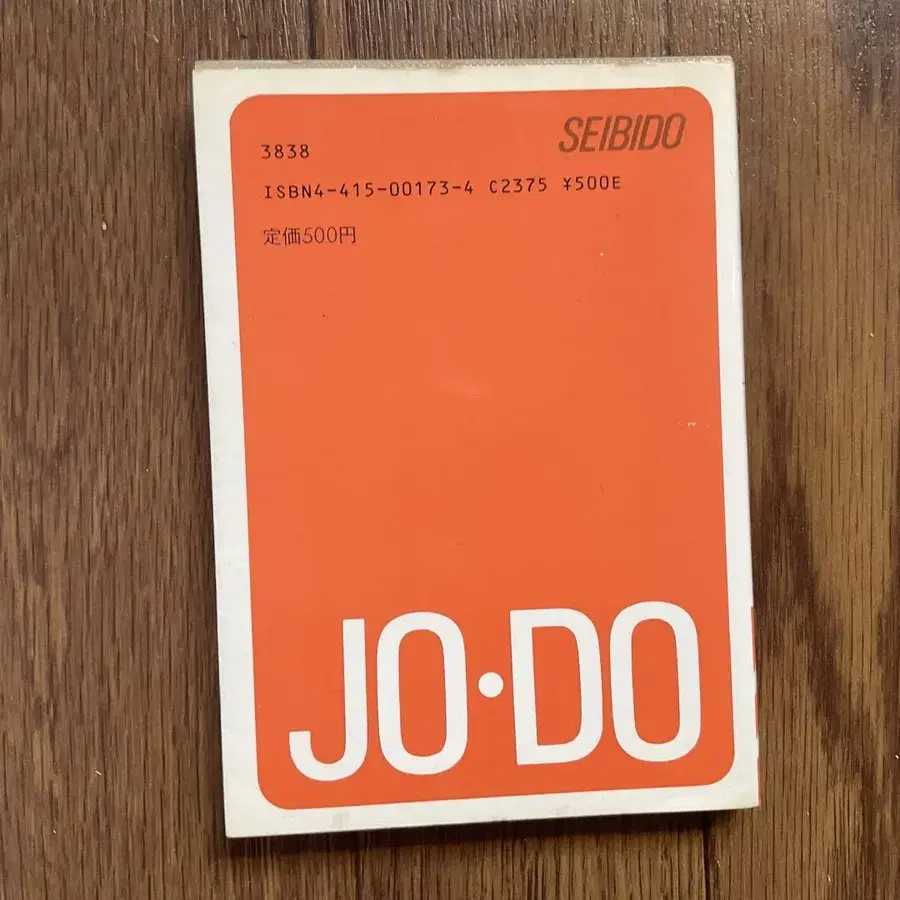 SEIBIDO
3838
ISBN4-415-00173-4 C2375 ¥500E
定価500円
JO·DO